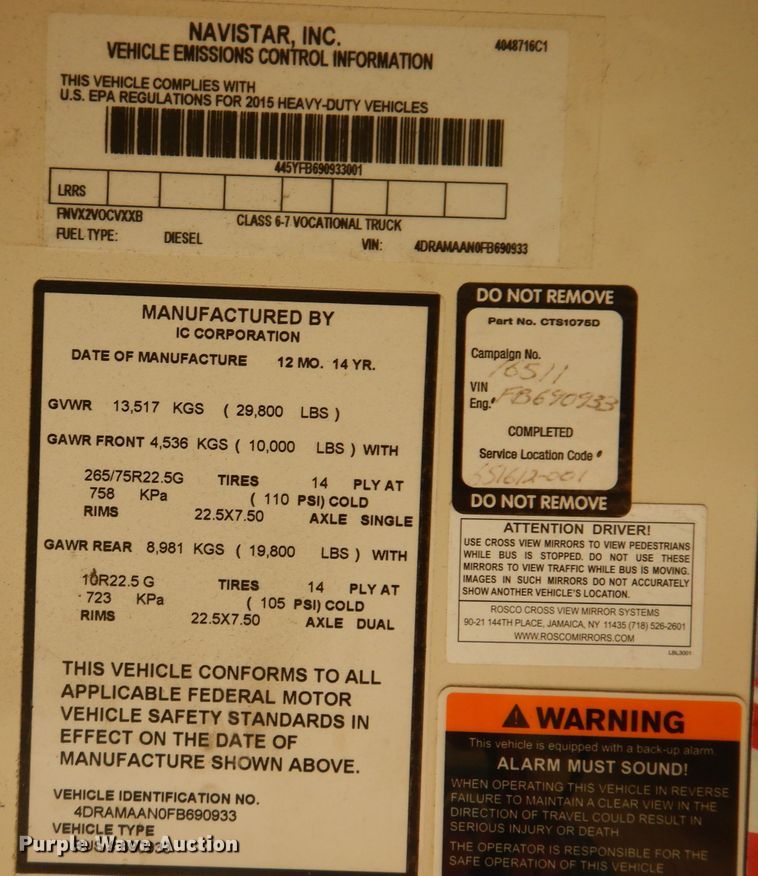 NAVISTAR, INC.
4048716C1
VEHICLE EMISSIONS CONTROL INFORMATION
THIS VEHICLE COMPLIES WITH
U.S. EPA REGULATIONS FOR 2015 HEAVY-DUTY VEHICLES
445YFB690933001
LRRS
FNVX2VOCVXXB
CLASS 6-7 VOCATIONAL TRUCK
FUEL TYPE: DIESEL
VIN: 4DRAMAAN0FB690933
MANUFACTURED BY
IC CORPORATION
DATE OF MANUFACTURE 12 MO. 14 YR.
GVWR 13,517 KGS ( 29,800 LBS )
GAWR FRONT 4,536 KGS ( 10,000 LBS ) WITH
265/75R22.5G TIRES 14 PLY AT
758 KPa ( 110 PSI) COLD
RIMS 22.5X7.50 AXLE SINGLE
GAWR REAR 8,981 KGS ( 19,800 LBS ) WITH
10R22.5 G TIRES 14 PLY AT
723 KPa ( 105 PSI) COLD
RIMS 22.5X7.50 AXLE DUAL
THIS VEHICLE CONFORMS TO ALL
APPLICABLE FEDERAL MOTOR
VEHICLE SAFETY STANDARDS IN
EFFECT ON THE DATE OF
MANUFACTURE SHOWN ABOVE.
VEHICLE IDENTIFICATION NO.
4DRAMAAN0FB690933
VEHICLE TYPE
Purple Wave Auction
DO NOT REMOVE
Part No. CTS1075D
Campaign No.
16511
VIN
Eng.# FB690933
COMPLETED
Service Location Code #
651612-001
DO NOT REMOVE
ATTENTION DRIVER!
USE CROSS VIEW MIRRORS TO VIEW PEDESTRIANS
WHILE BUS IS STOPPED. DO NOT USE THESE
MIRRORS TO VIEW TRAFFIC WHILE BUS IS MOVING.
IMAGES IN SUCH MIRRORS DO NOT ACCURATELY
SHOW ANOTHER VEHICLE'S LOCATION.
ROSCO CROSS VIEW MIRROR SYSTEMS
90-21 144TH PLACE, JAMAICA, NY 11435 (718) 526-2601
WWW.ROSCOMIRRORS.COM
LBL3001
WARNING
This vehicle is equipped with a back-up alarm.
ALARM MUST SOUND!
WHEN OPERATING THIS VEHICLE IN REVERSE
FAILURE TO MAINTAIN A CLEAR VIEW IN THE
DIRECTION OF TRAVEL COULD RESULT IN
SERIOUS INJURY OR DEATH
THE OPERATOR IS RESPONSIBLE FOR THE
SAFE OPERATION OF THIS VEHICLE